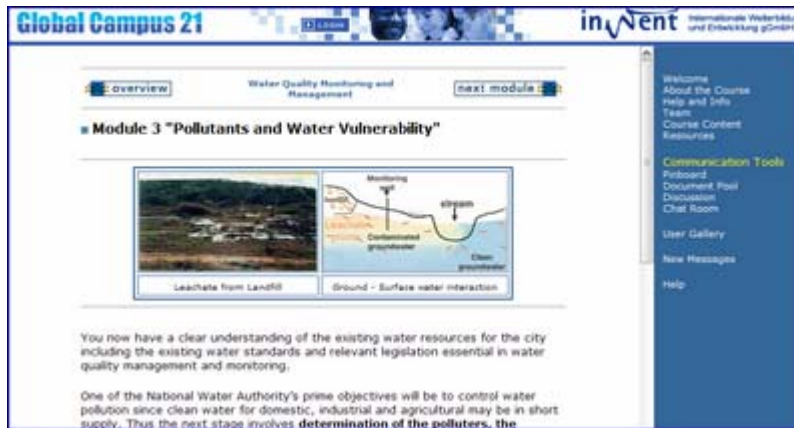 Global Campus 21
LOGIN
inWent Internationale Weiterbildung
und Entwicklung gGmbH
overview
Water Quality Monitoring and
Management
next module
Module 3 "Pollutants and Water Vulnerability"
Monitoring
well
landfill
stream
Leachate
Contaminated
groundwater
Clean
groundwater
Leachate from Landfill
Ground - Surface water interaction
You now have a clear understanding of the existing water resources for the city
including the existing water standards and relevant legislation essential in water
quality management and monitoring.
One of the National Water Authority's prime objectives will be to control water
pollution since clean water for domestic, industrial and agricultural may be in short
supply. Thus the next stage involves determination of the polluters, the
Welcome
About the Course
Help and Info
Team
Course Content
Resources
Communication Tools
Pinboard
Document Pool
Discussion
Chat Room
User Gallery
New Messages
Help